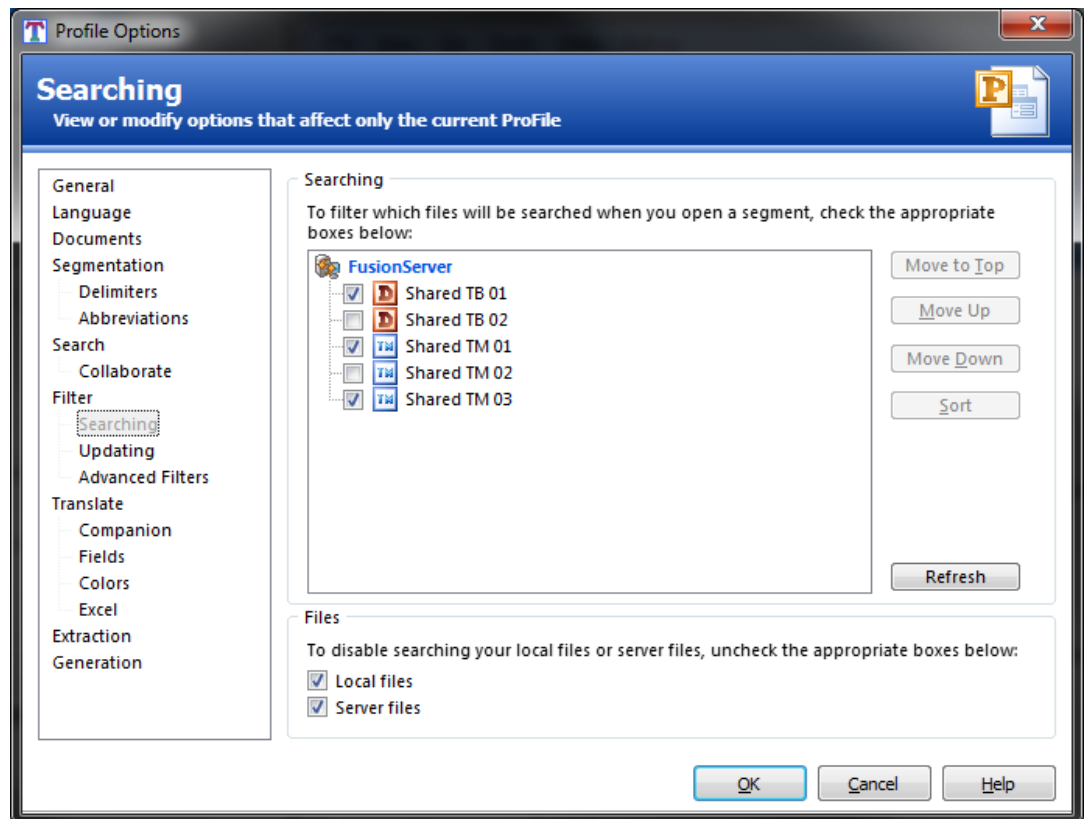 Profile Options
Searching
View or modify options that affect only the current ProFile
General
Language
Documents
Segmentation
Delimiters
Abbreviations
Search
Collaborate
Filter
Searching
Updating
Advanced Filters
Translate
Companion
Fields
Colors
Excel
Extraction
Generation
Searching
To filter which files will be searched when you open a segment, check the appropriate
boxes below:
FusionServer
Shared TB 01
Shared TB 02
Shared TM 01
Shared TM 02
Shared TM 03
Move to Top
Move Up
Move Down
Sort
Refresh
Files
To disable searching your local files or server files, uncheck the appropriate boxes below:
Local files
Server files
OK
Cancel
Help